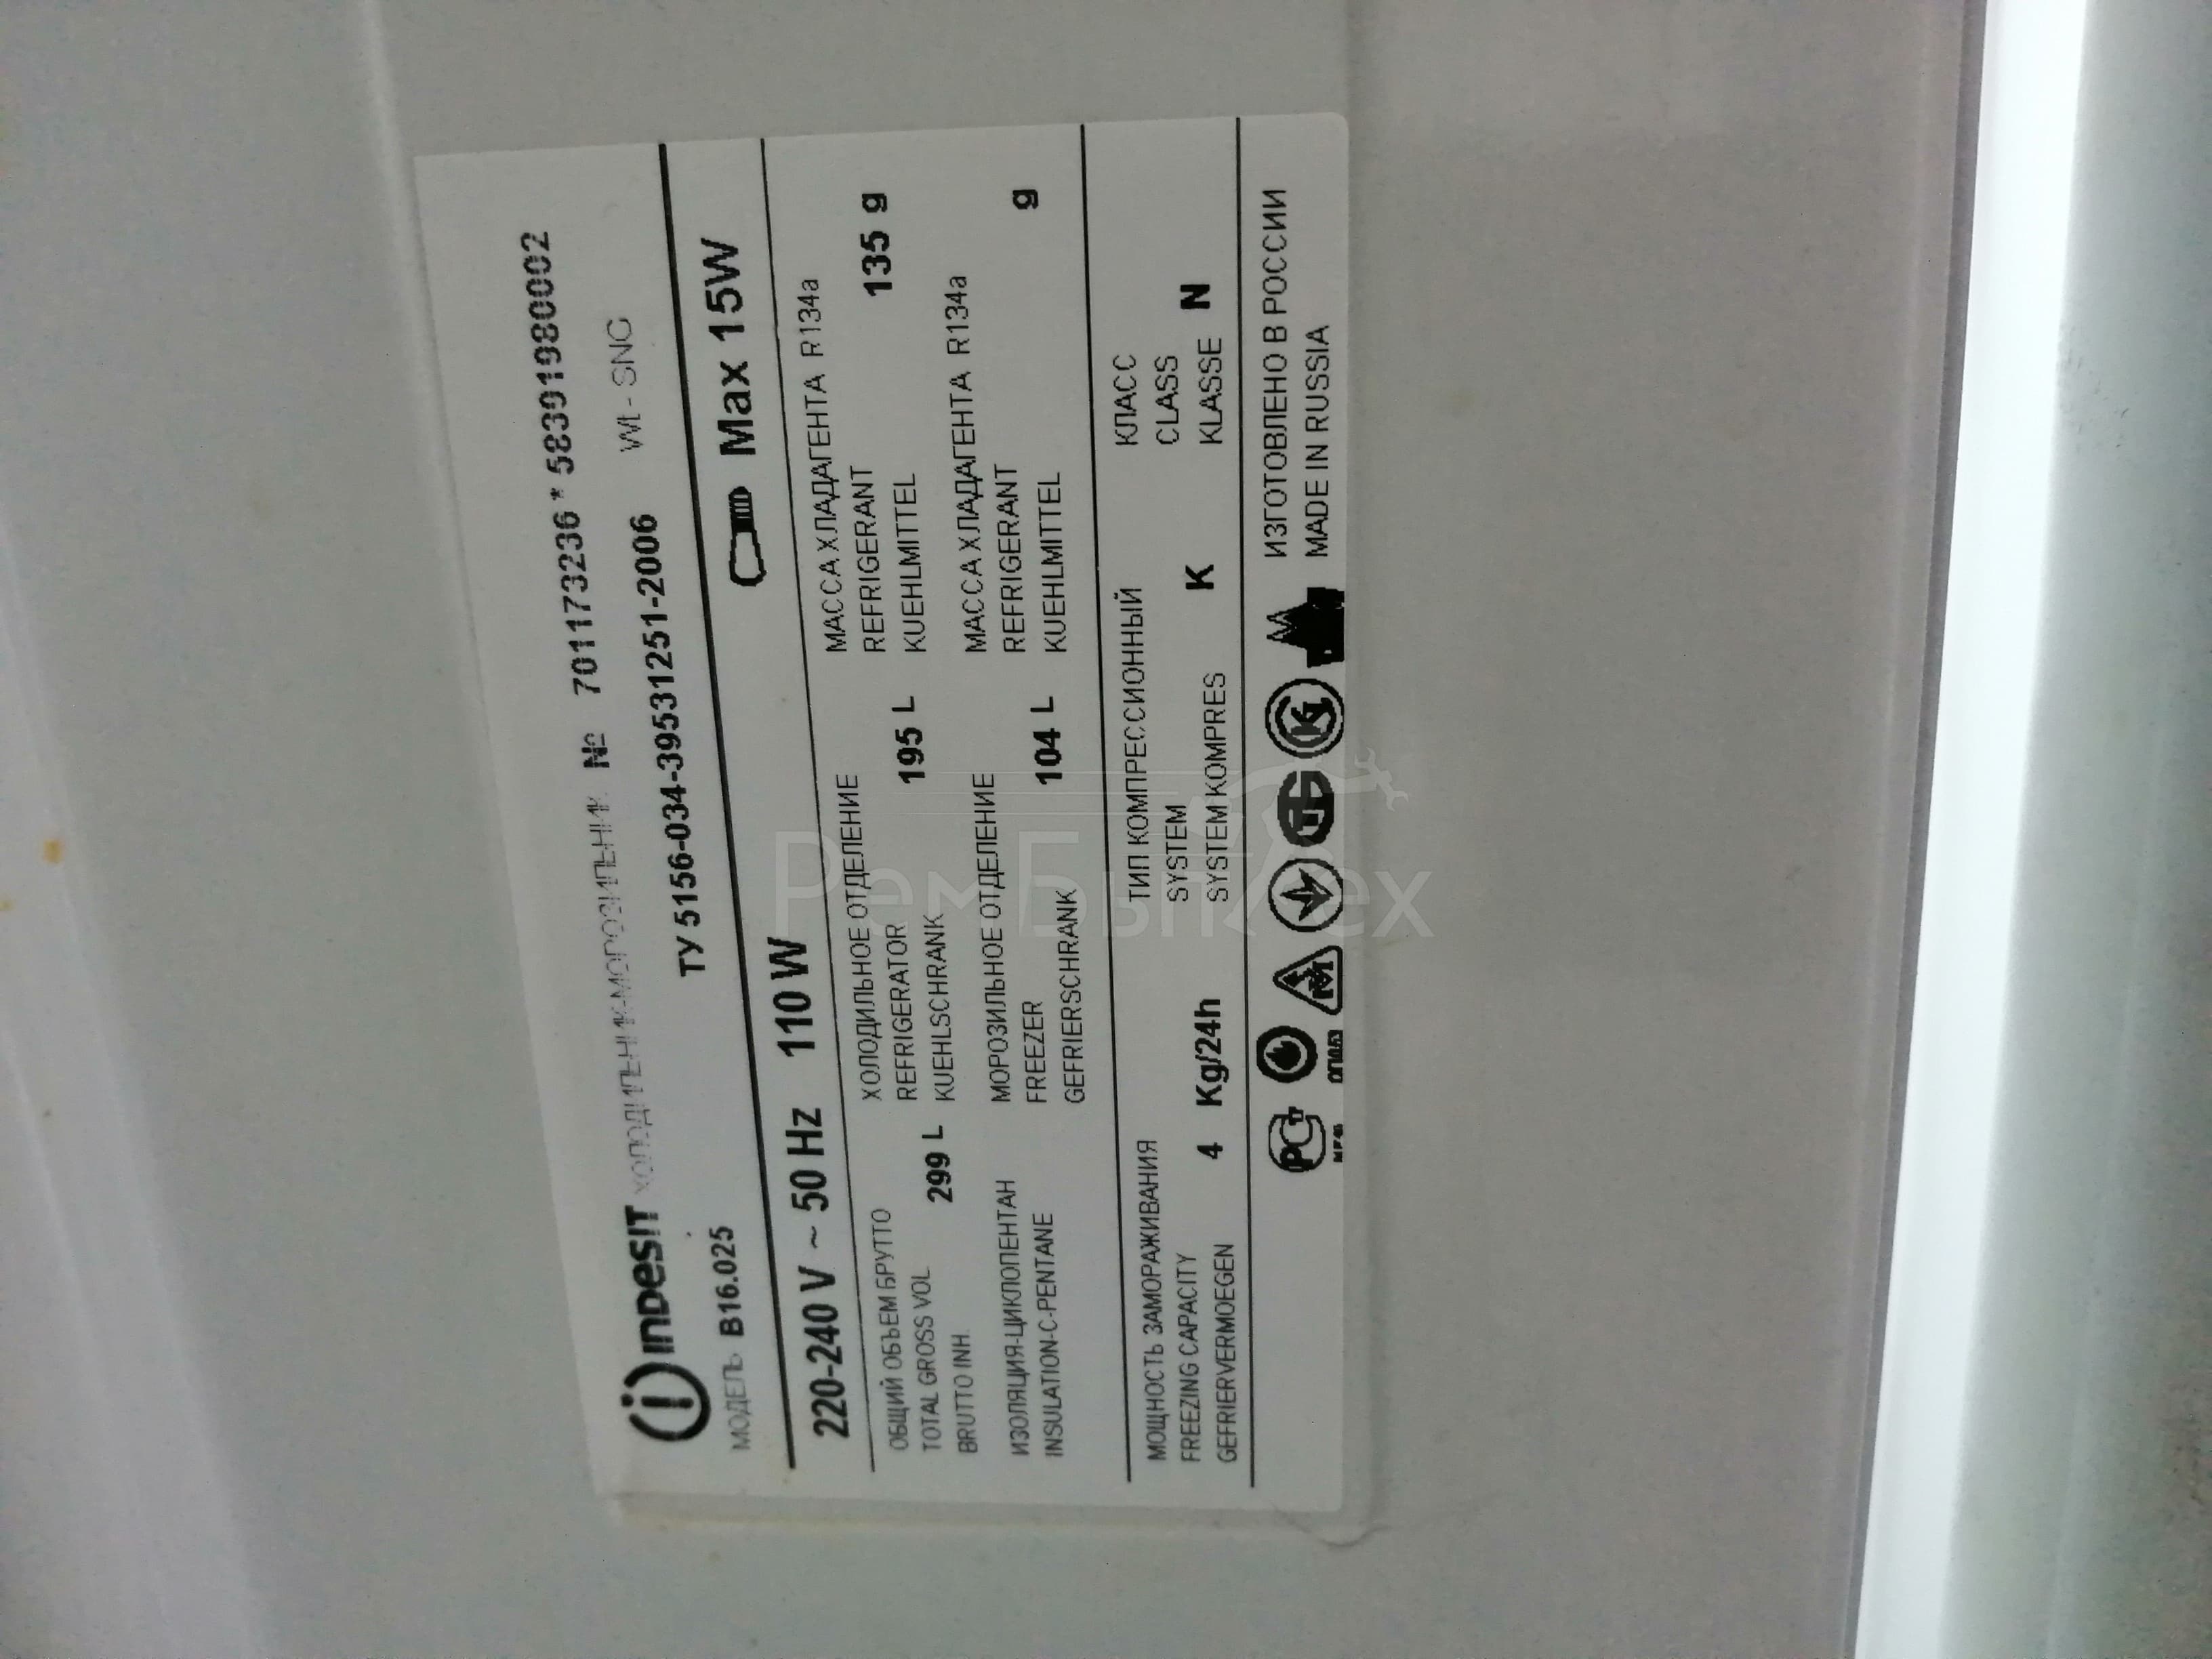 INDESIT ХОЛОДИЛЬНИК-МОРОЗИЛЬНИК № 701173236 * 58391980002
МОДЕЛЬ B16.025 ТУ 5156-034-39531251-2006 Wt - SNC
220-240 V ~ 50 Hz 110 W Max 15W
ОБЩИЙ ОБЪЕМ БРУТТО
TOTAL GROSS VOL
BRUTTO INH.
299 L
ИЗОЛЯЦИЯ-ЦИКЛОПЕНТАН
INSULATION-C-PENTANE
ХОЛОДИЛЬНОЕ ОТДЕЛЕНИЕ
REFRIGERATOR
KUEHLSCHRANK
195 L
МОРОЗИЛЬНОЕ ОТДЕЛЕНИЕ
FREEZER
GEFRIERSCHRANK
104 L
МАССА ХЛАДАГЕНТА R134a
REFRIGERANT
KUEHLMITTEL
135 g
МАССА ХЛАДАГЕНТА R134a
REFRIGERANT
KUEHLMITTEL
g
МОЩНОСТЬ ЗАМОРАЖИВАНИЯ
FREEZING CAPACITY
GEFRIERVERMOEGEN
4 Kg/24h
ТИП КОМПРЕССИОННЫЙ
SYSTEM
SYSTEM KOMPRES
K
КЛАСС
CLASS
KLASSE N
ИЗГОТОВЛЕНО В РОССИИ
MADE IN RUSSIA
РемБытТех